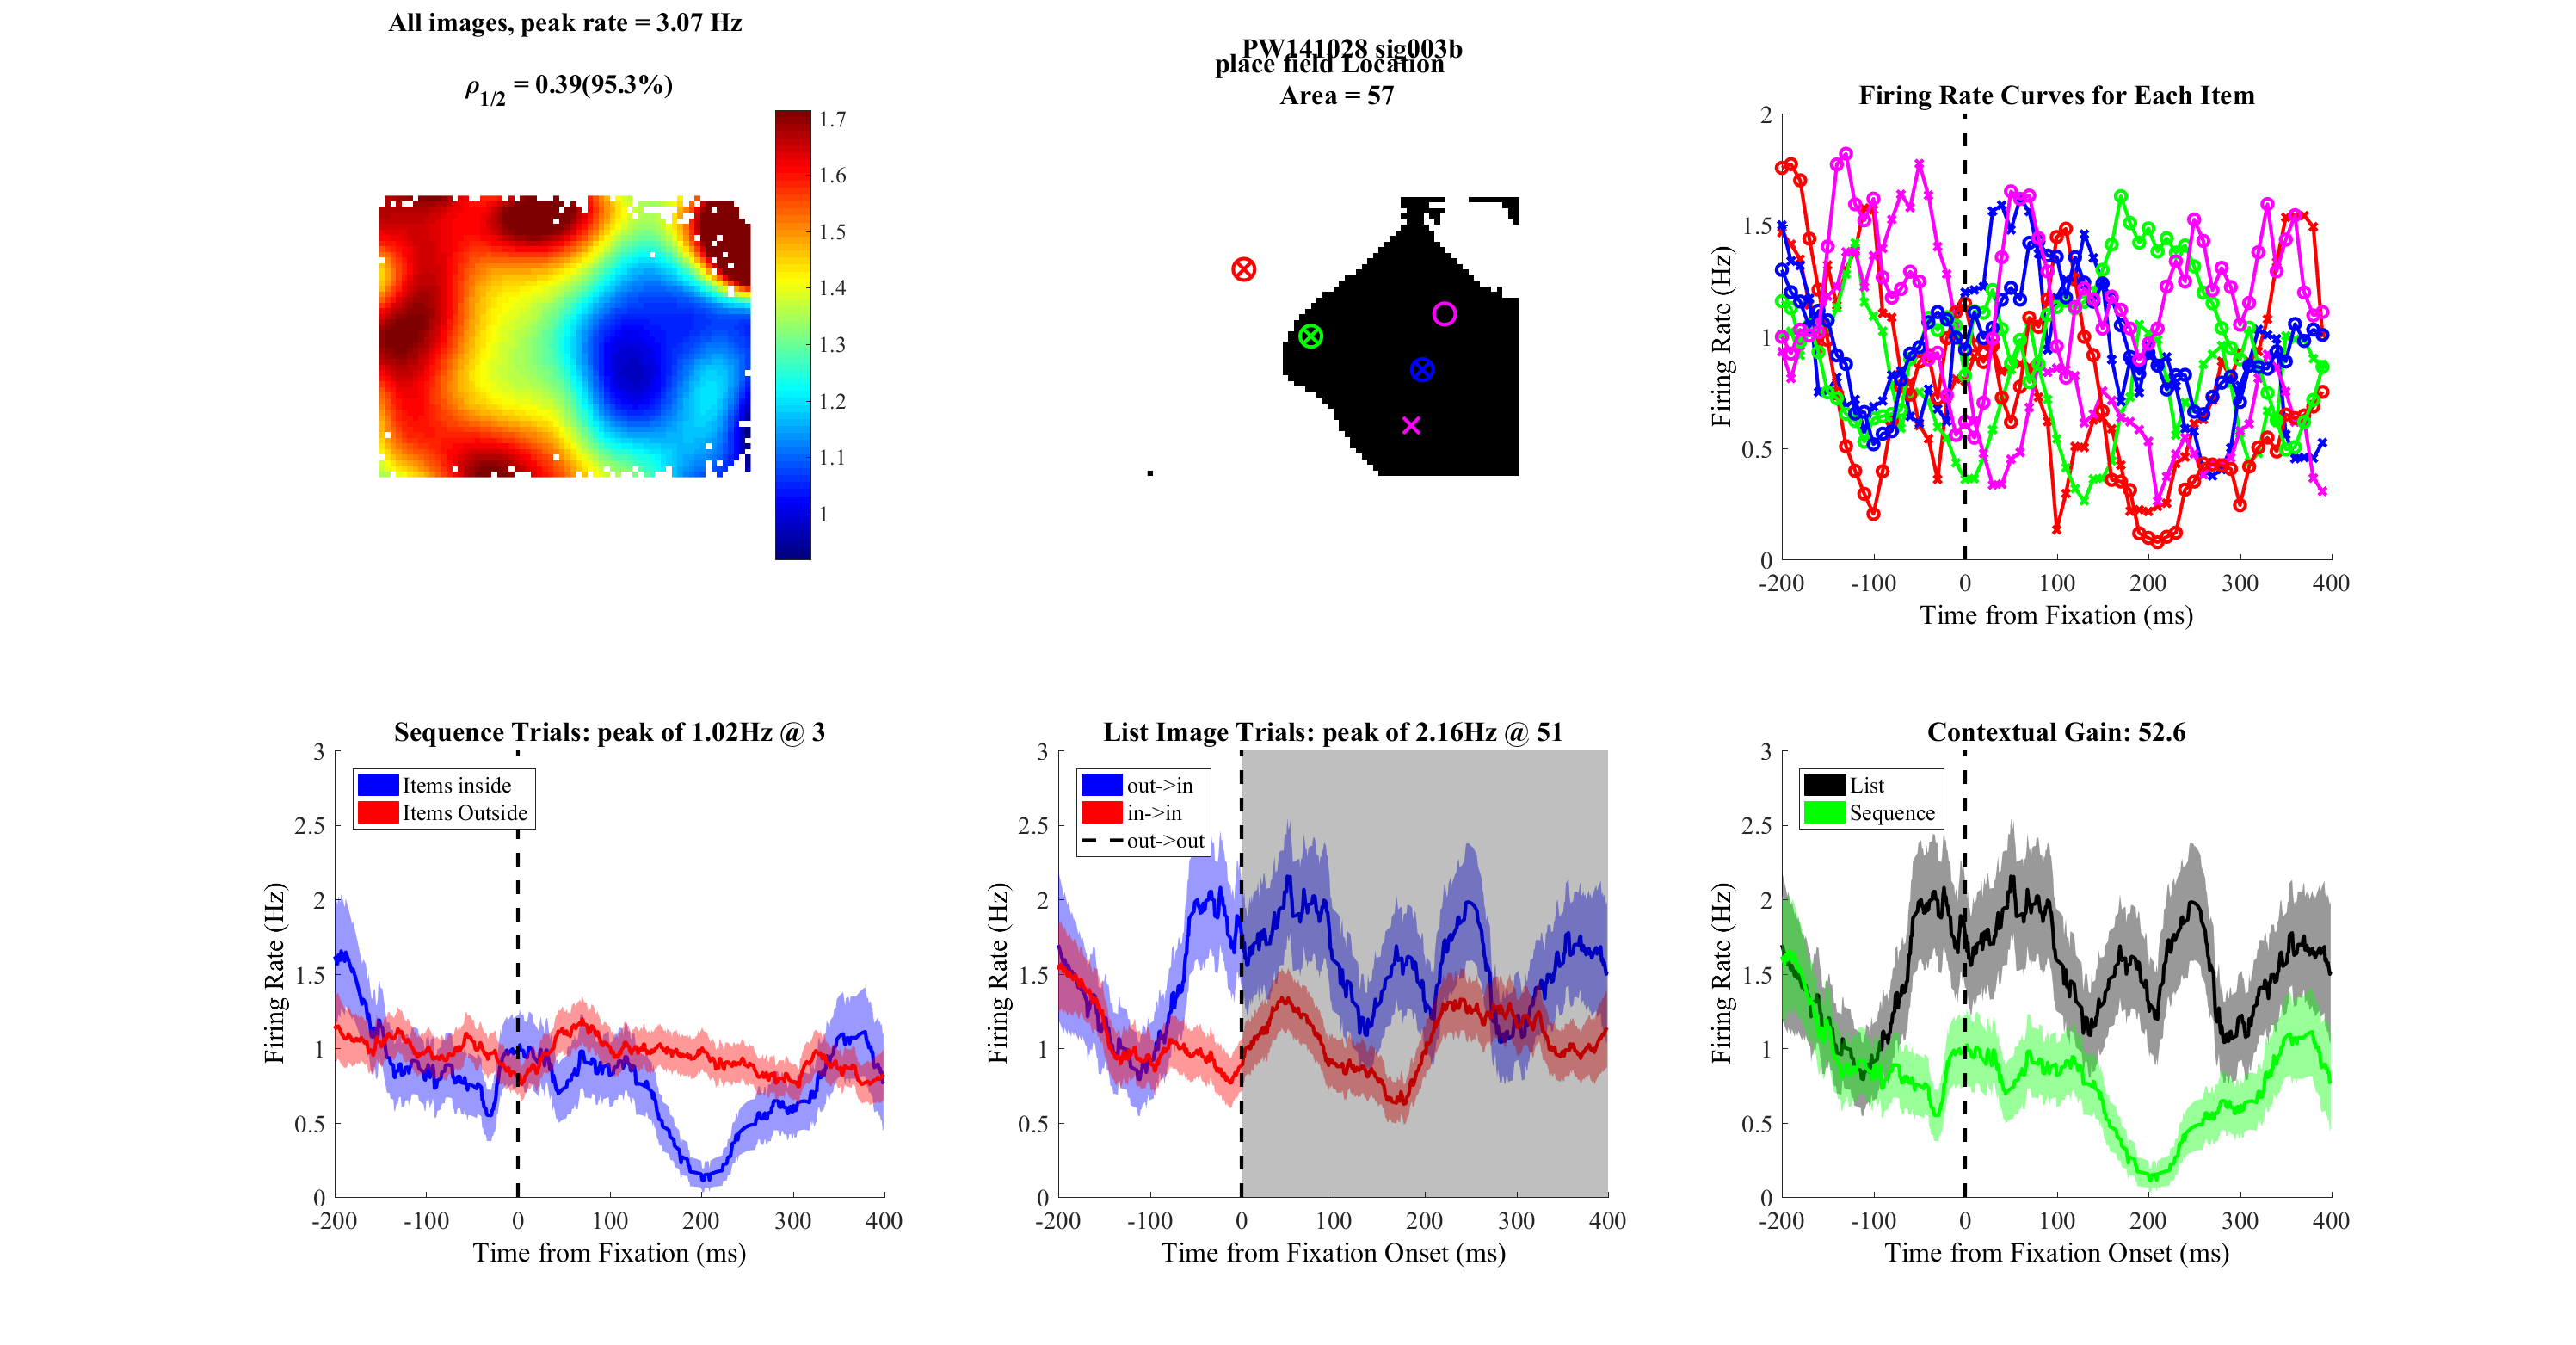 All images, peak rate = 3.07 Hz
ρ1/2 = 0.39(95.3%)
1.7
1.6
1.5
1.4
1.3
1.2
1.1
1
PW141028 sig003b
place field Location
Area = 57
Firing Rate Curves for Each Item
2
1.5
1
0.5
0
Firing Rate (Hz)
-200 -100 0 100 200 300 400
Time from Fixation (ms)
Sequence Trials: peak of 1.02Hz @ 3
3
2.5
2
1.5
1
0.5
0
Firing Rate (Hz)
Items inside
Items Outside
-200 -100 0 100 200 300 400
Time from Fixation (ms)
List Image Trials: peak of 2.16Hz @ 51
3
2.5
2
1.5
1
0.5
0
Firing Rate (Hz)
out->in
in->in
out->out
-200 -100 0 100 200 300 400
Time from Fixation Onset (ms)
Contextual Gain: 52.6
3
2.5
2
1.5
1
0.5
0
Firing Rate (Hz)
List
Sequence
-200 -100 0 100 200 300 400
Time from Fixation Onset (ms)